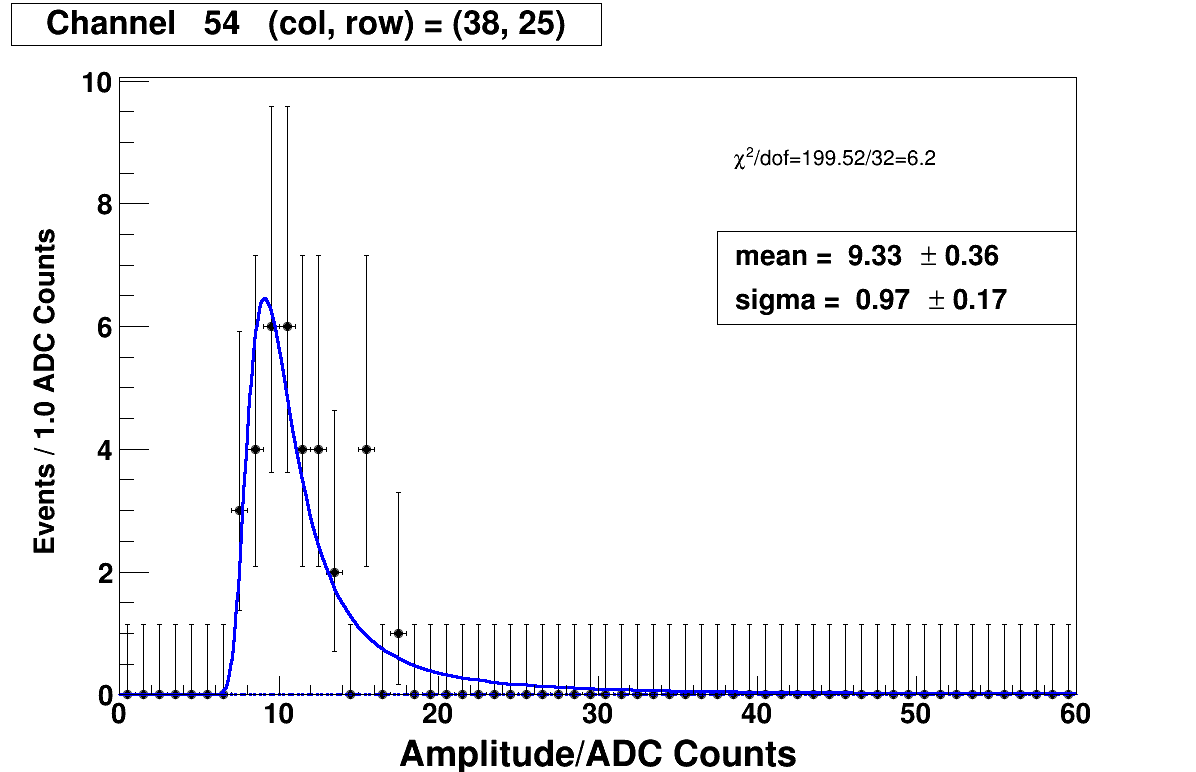 Channel 54 (col, row) = (38, 25)
10
χ²/dof=199.52/32=6.2
8
mean = 9.33 ± 0.36
sigma = 0.97 ± 0.17
6
4
2
0
Events / 1.0 ADC Counts
0 10 20 30 40 50 60
Amplitude/ADC Counts